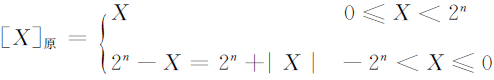 [X]原 = { X 0 ⩽ X < 2ⁿ
2ⁿ − X = 2ⁿ + | X | − 2ⁿ < X ⩽ 0